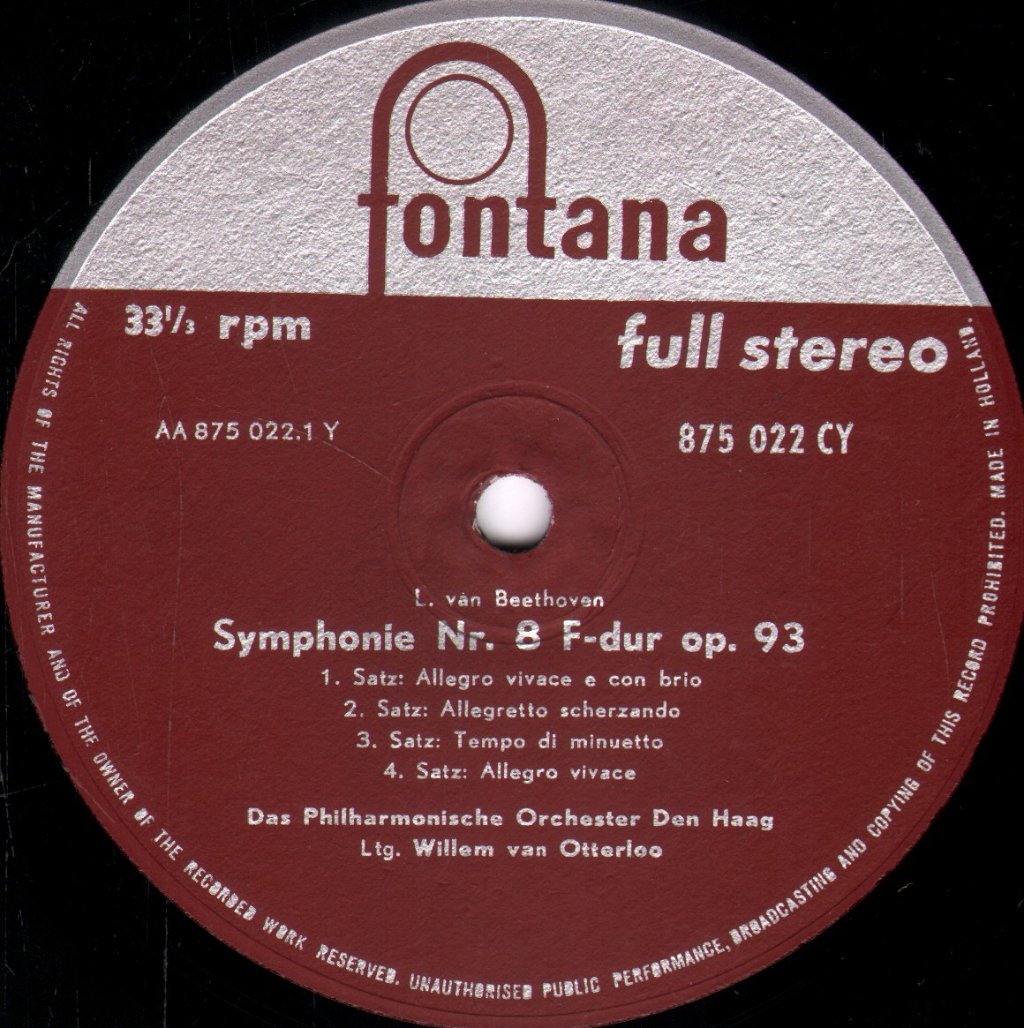 fontana
33⅓ rpm
full stereo
AA 875 022.1 Y
875 022 CY
L. van Beethoven
Symphonie Nr. 8 F-dur op. 93
1. Satz: Allegro vivace e con brio
2. Satz: Allegretto scherzando
3. Satz: Tempo di minuetto
4. Satz: Allegro vivace
Das Philharmonische Orchester Den Haag
Ltg. Willem van Otterloo
ALL RIGHTS OF THE MANUFACTURER AND OF THE OWNER OF THE RECORDED WORK RESERVED. UNAUTHORISED PUBLIC PERFORMANCE, BROADCASTING AND COPYING OF THIS RECORD PROHIBITED. MADE IN HOLLAND.